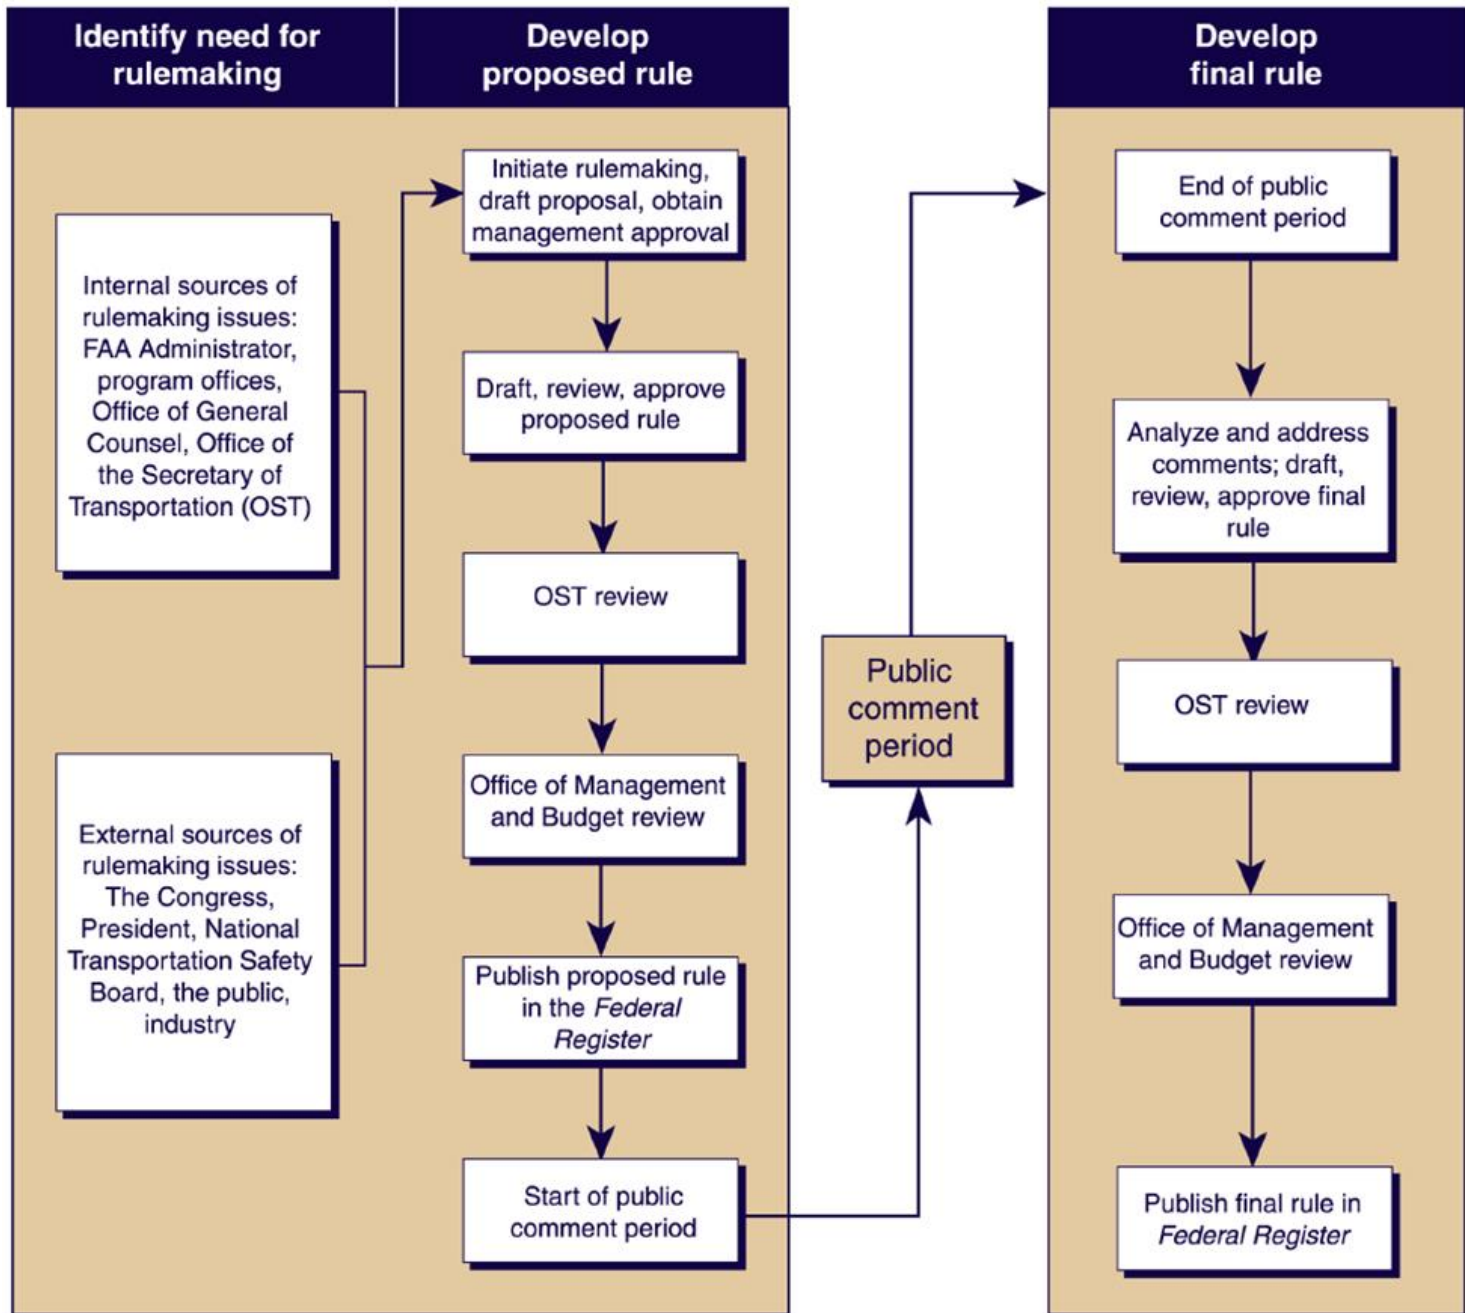 Identify need for
rulemaking
Internal sources of
rulemaking issues:
FAA Administrator,
program offices,
Office of General
Counsel, Office of
the Secretary of
Transportation (OST)
External sources of
rulemaking issues:
The Congress,
President, National
Transportation Safety
Board, the public,
industry
Develop
proposed rule
Initiate rulemaking,
draft proposal, obtain
management approval
Draft, review, approve
proposed rule
OST review
Office of Management
and Budget review
Publish proposed rule
in the Federal
Register
Start of public
comment period
Public
comment
period
Develop
final rule
End of public
comment period
Analyze and address
comments; draft,
review, approve final
rule
OST review
Office of Management
and Budget review
Publish final rule in
Federal Register